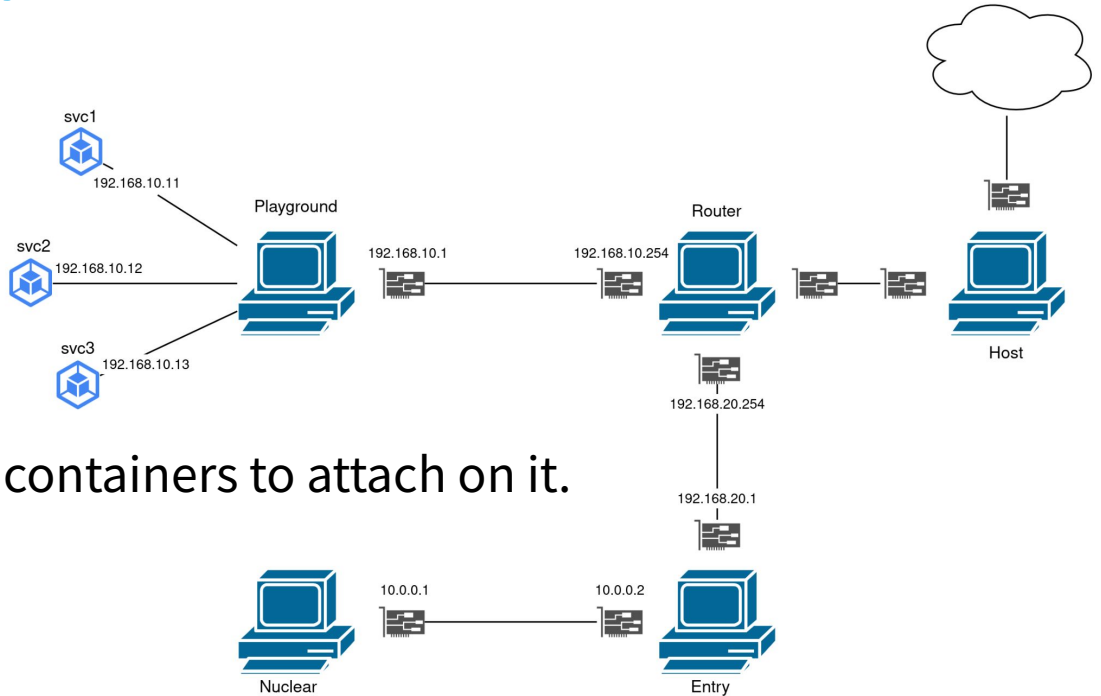 svc1
192.168.10.11
Playground
Router
svc2
192.168.10.12
192.168.10.1
192.168.10.254
svc3
192.168.10.13
Host
192.168.20.254
containers to attach on it.
192.168.20.1
10.0.0.1
10.0.0.2
Nuclear
Entry